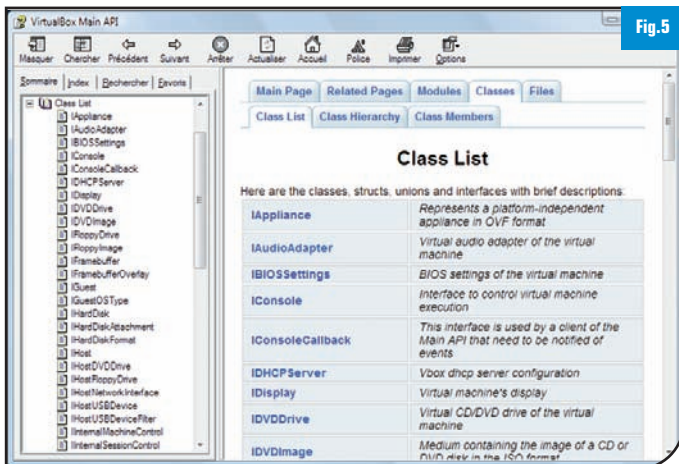 VirtualBox Main API
Fig.5
Masquer Chercher Précédent Suivant Arrêter Actualiser Accueil Police Imprimer Options
Sommaire Index Rechercher Favoris
Class List
IAppliance
IAudioAdapter
IBIOSSettings
IConsole
IConsoleCallback
IDHCPServer
IDisplay
IDVDDrive
IDVDImage
IFloppyDrive
IFloppyImage
IFramebuffer
IFramebufferOverlay
IGuest
IGuestOSType
IHardDisk
IHardDiskAttachment
IHardDiskFormat
IHost
IHostDVDDrive
IHostFloppyDrive
IHostNetworkInterface
IHostUSBDevice
IHostUSBDeviceFilter
IInternalMachineControl
IInternalSessionControl
Main Page Related Pages Modules Classes Files
Class List Class Hierarchy Class Members
Class List
Here are the classes, structs, unions and interfaces with brief descriptions:
IAppliance Represents a platform-independent
appliance in OVF format
IAudioAdapter Virtual audio adapter of the virtual
machine
IBIOSSettings BIOS settings of the virtual machine
IConsole Interface to control virtual machine
execution
IConsoleCallback This interface is used by a client of the
Main API that need to be notified of
events
IDHCPServer Vbox dhcp server configuration
IDisplay Virtual machine's display
IDVDDrive Virtual CD/DVD drive of the virtual
machine
IDVDImage Medium containing the image of a CD or
DVD disk in the ISO format